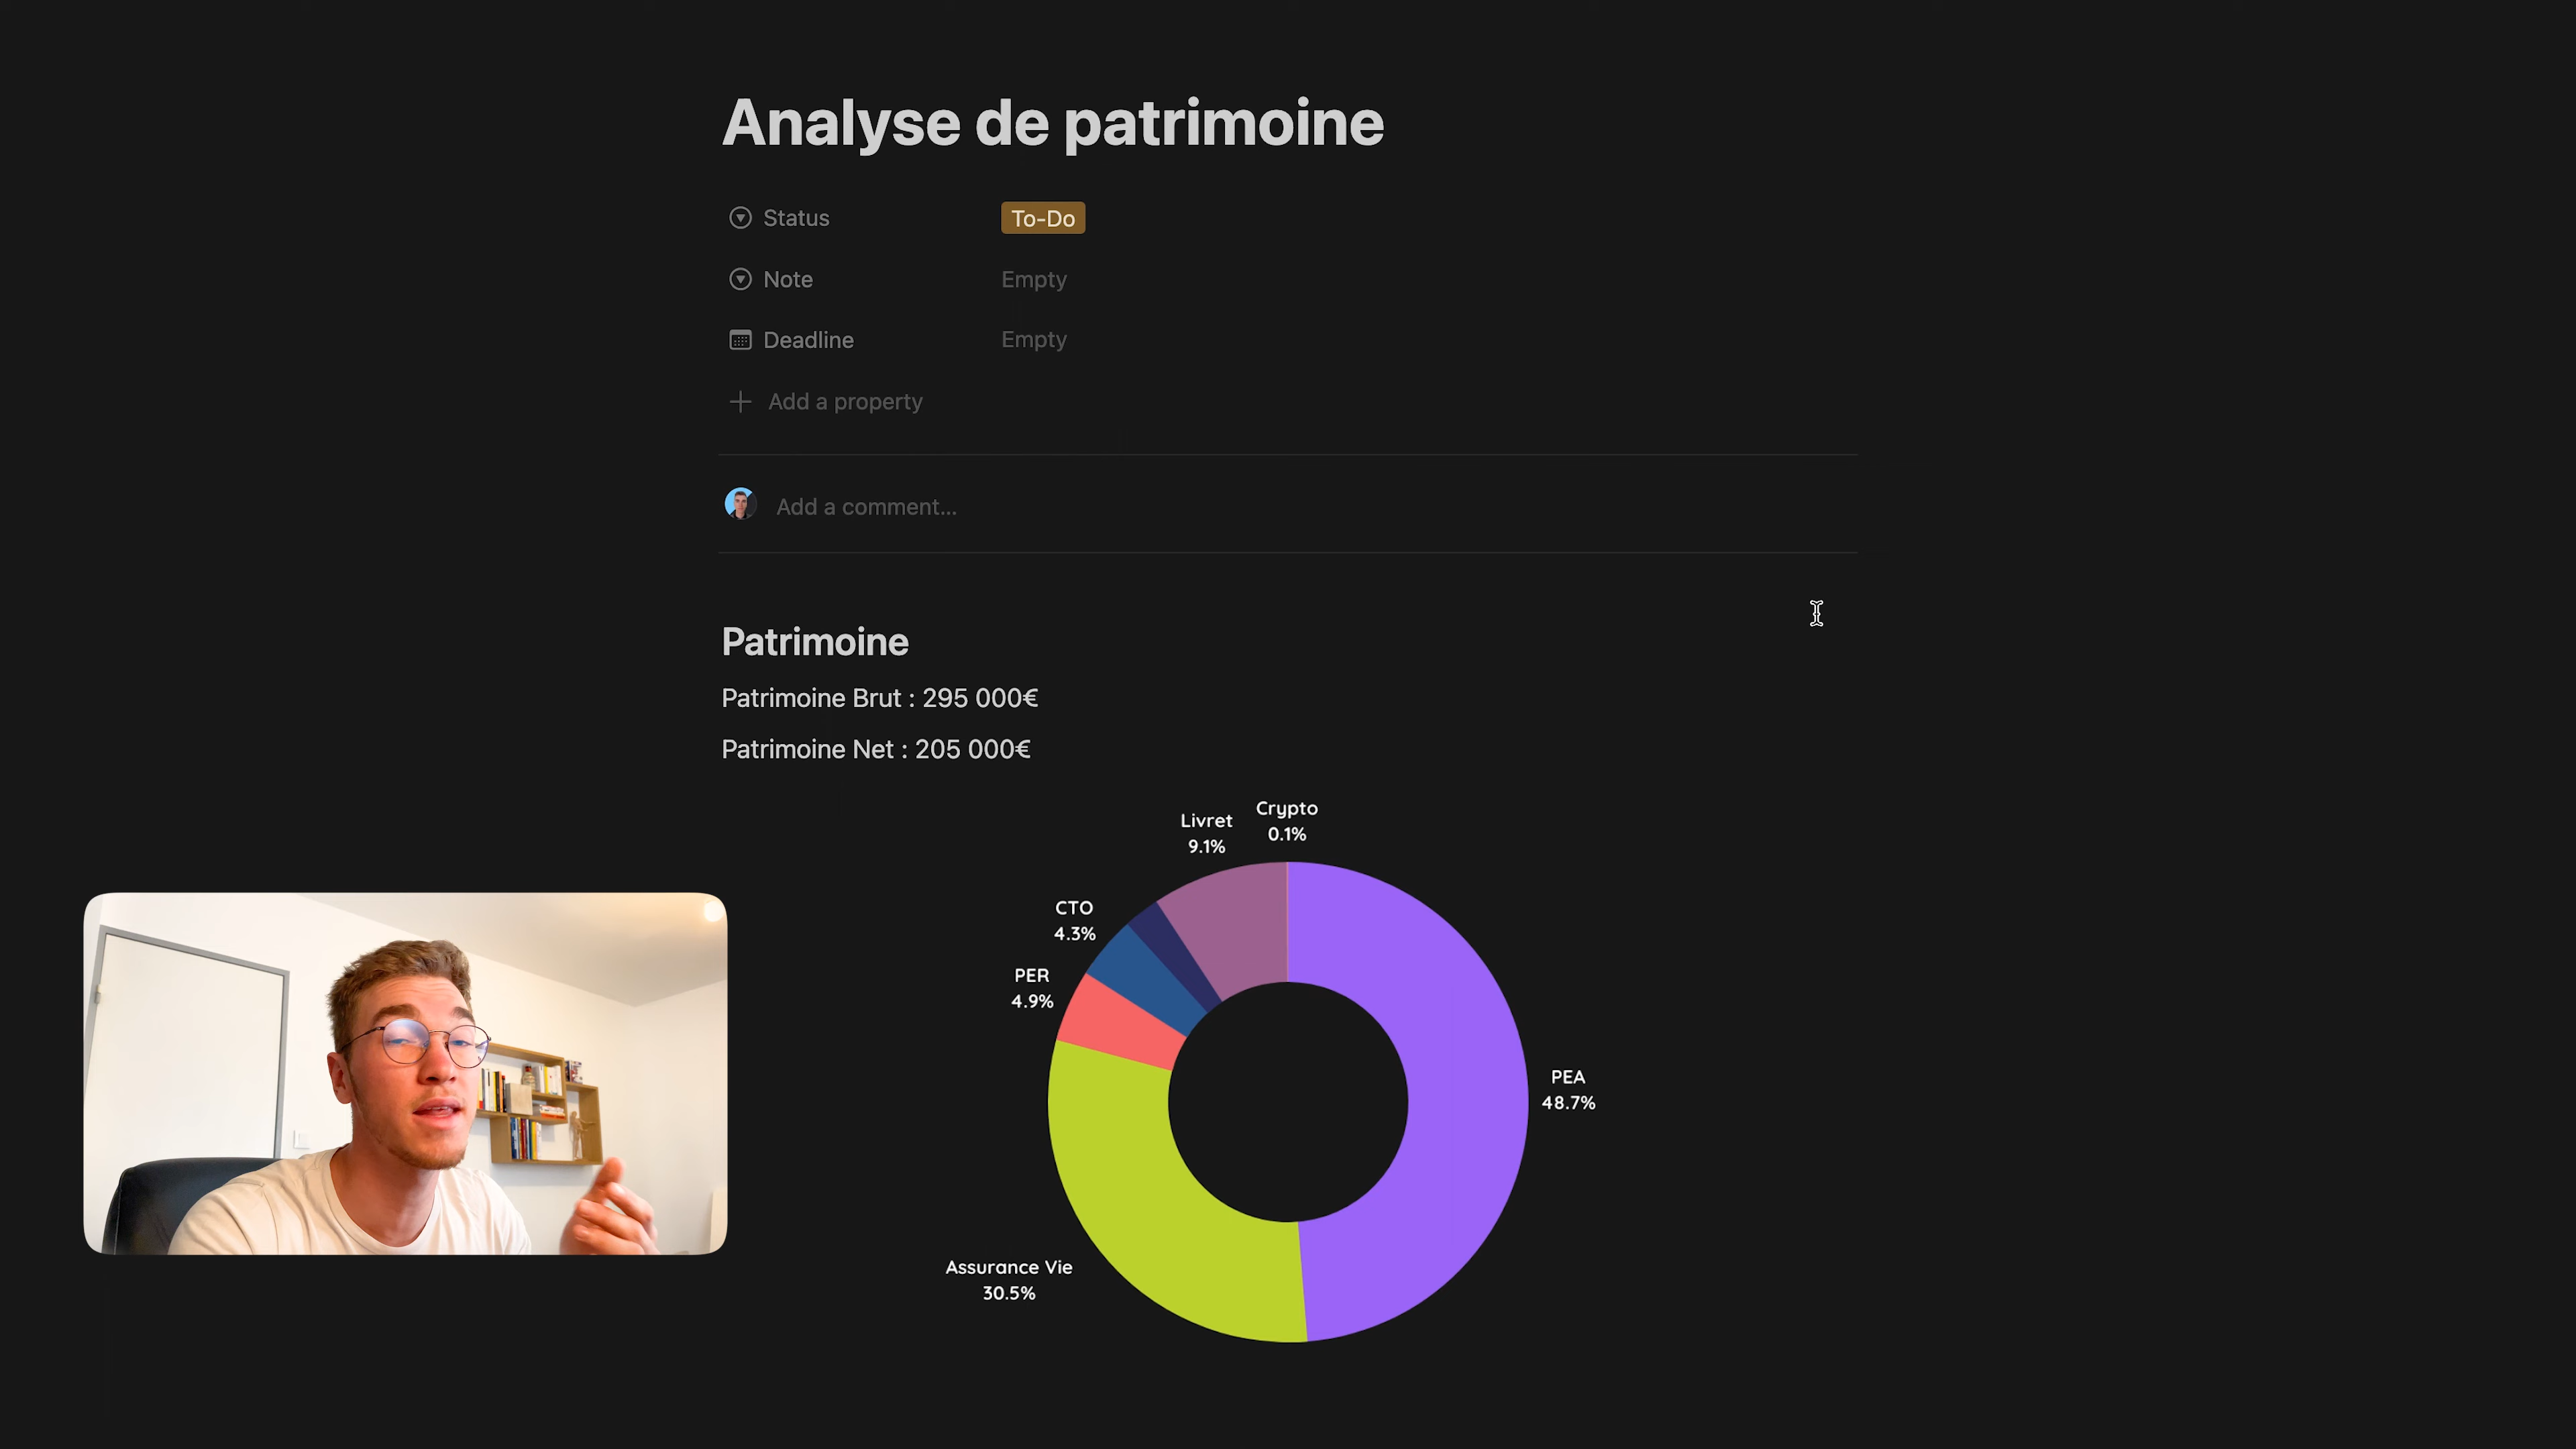 Analyse de patrimoine
Status To-Do
Note Empty
Deadline Empty
Add a property
Add a comment...
Patrimoine
Patrimoine Brut : 295 000€
Patrimoine Net : 205 000€
Crypto
0.1%
Livret
9.1%
CTO
4.3%
PER
4.9%
PEA
48.7%
Assurance Vie
30.5%